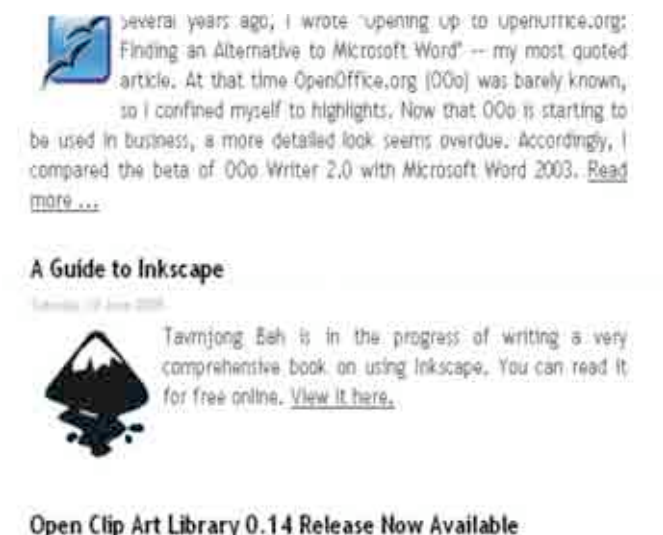 Several years ago, I wrote "Opening Up to OpenOffice.org:
Finding an Alternative to Microsoft Word" -- my most quoted
article. At that time OpenOffice.org (OOo) was barely known,
so I confined myself to highlights. Now that OOo is starting to
be used in business, a more detailed look seems overdue. Accordingly, I
compared the beta of OOo Writer 2.0 with Microsoft Word 2003. Read
more ...
A Guide to Inkscape
Tavmjong Bah is in the progress of writing a very
comprehensive book on using Inkscape. You can read it
for free online. View it here.
Open Clip Art Library 0.14 Release Now Available